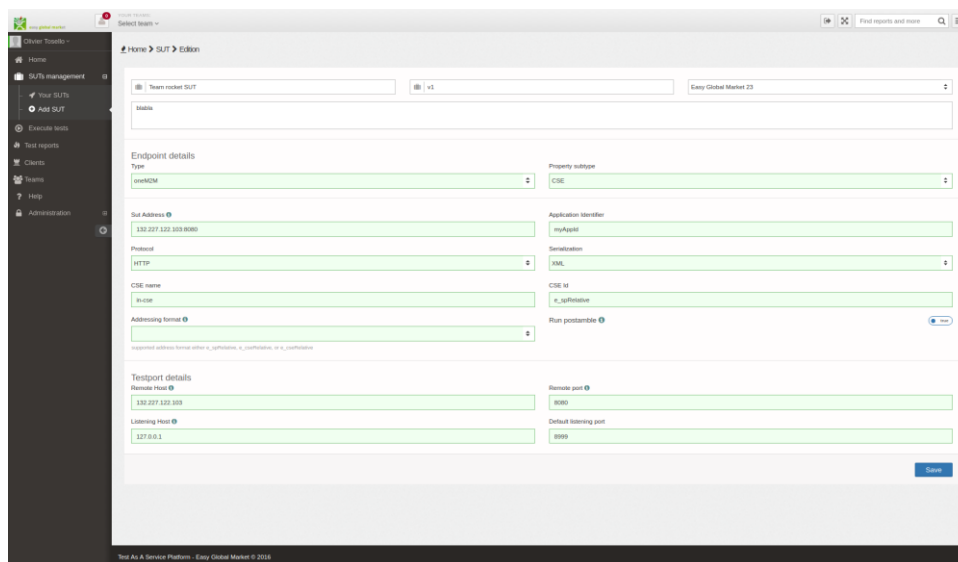 easy global market
Select team
Find reports and more
Olivier Tosello
Home > SUT > Edition
Home
SUTs management
Your SUTs
Add SUT
Execute tests
Test reports
Clients
Teams
? Help
Administration
Team rocket SUT
v1
Easy Global Market 23
blabla
Endpoint details
Type
Property subtype
oneM2M
CSE
Sut Address
Application Identifier
132.227.122.103:8080
myAppId
Protocol
Serialization
HTTP
XML
CSE name
CSE Id
in-cse
e_spRelative
Addressing format
Run postamble
true
supported address format either e_spRelative, e_cseRelative, or e_cseRelative
Testport details
Remote Host
Remote port
132.227.122.103
8080
Listening Host
Default listening port
127.0.0.1
Save
Test As A Service Platform - Easy Global Market © 2016